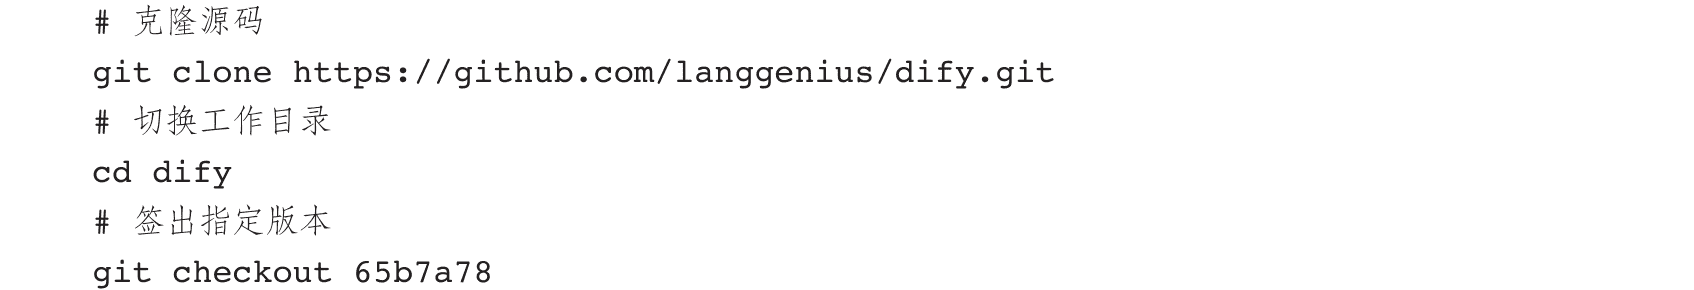 # 克隆源码
git clone https://github.com/langgenius/dify.git
# 切换工作目录
cd dify
# 签出指定版本
git checkout 65b7a78